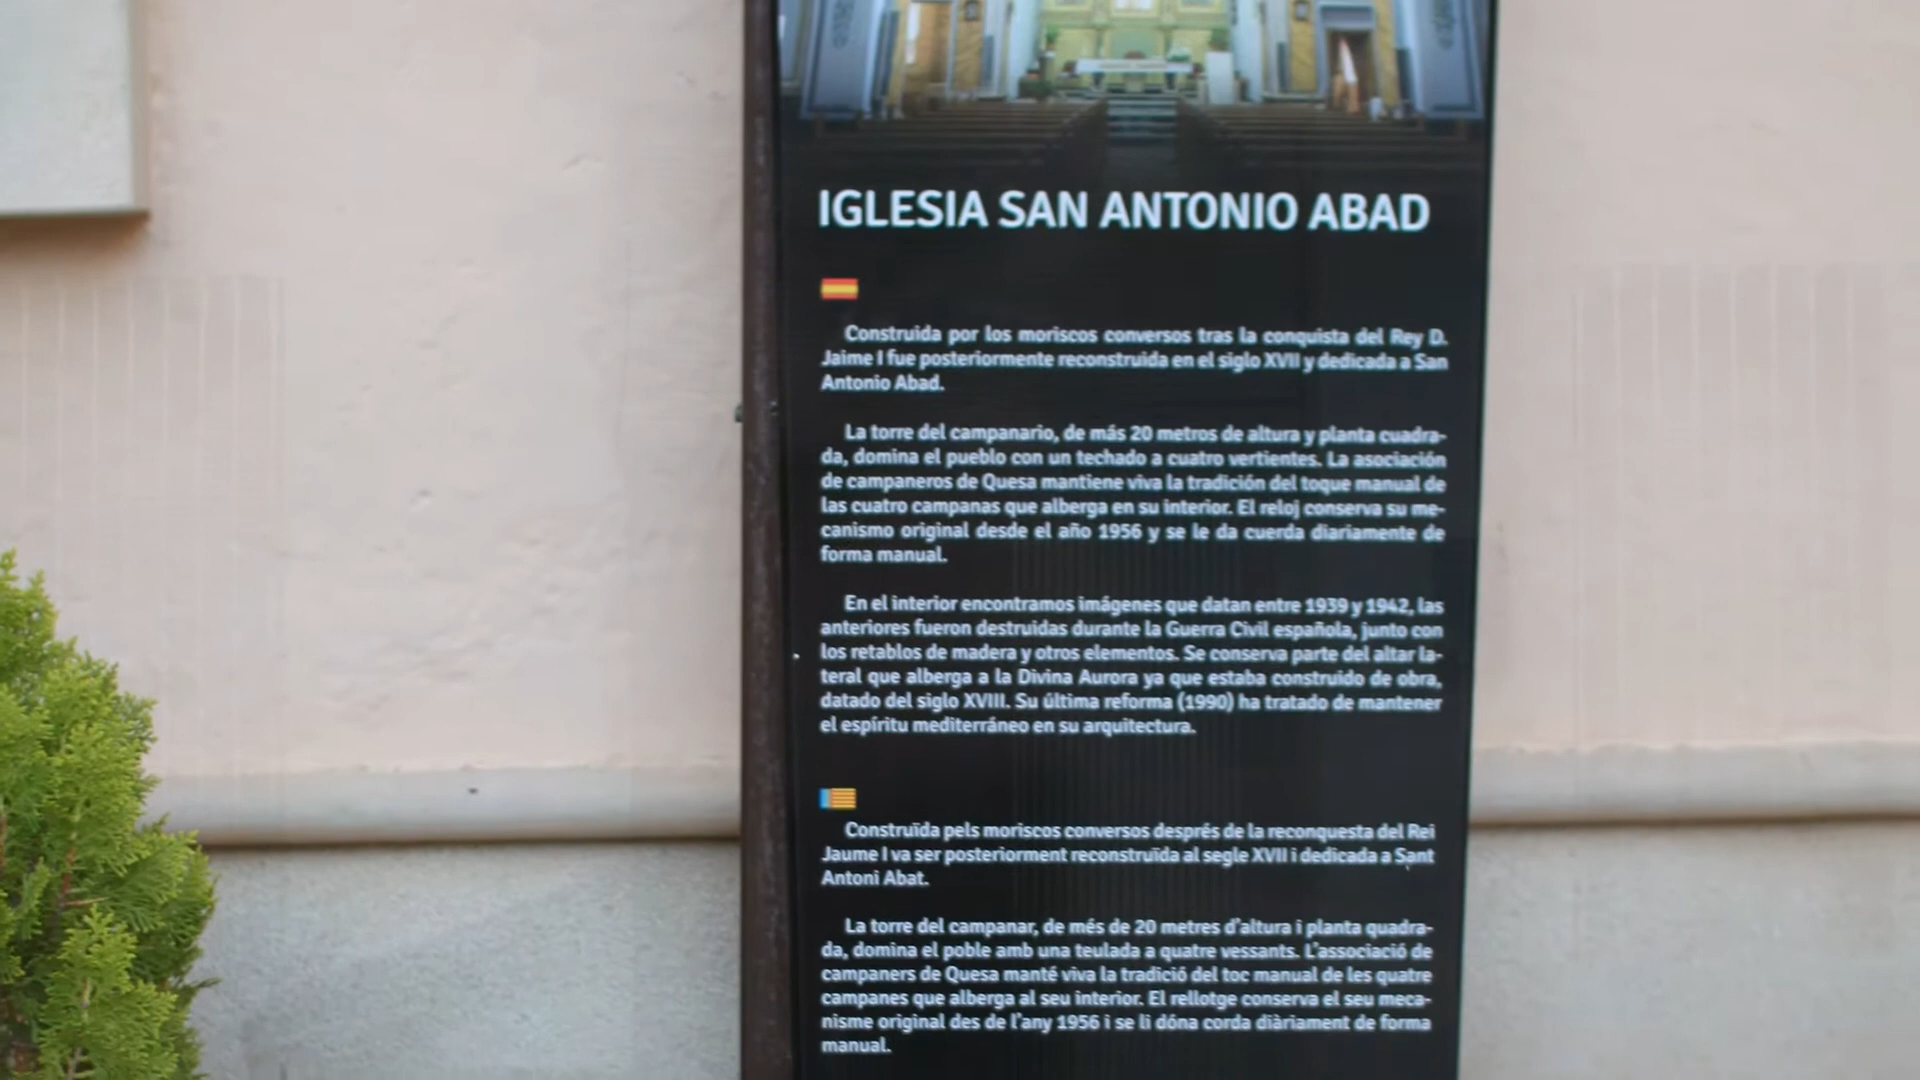 IGLESIA SAN ANTONIO ABAD
Construida por los moriscos conversos tras la conquista del Rey D.
Jaime I fue posteriormente reconstruida en el siglo XVII y dedicada a San
Antonio Abad.
La torre del campanario, de más 20 metros de altura y planta cuadra-
da, domina el pueblo con un techado a cuatro vertientes. La asociación
de campaneros de Quesa mantiene viva la tradición del toque manual de
las cuatro campanas que alberga en su interior. El reloj conserva su me-
canismo original desde el año 1956 y se le da cuerda diariamente de
forma manual.
En el interior encontramos imágenes que datan entre 1939 y 1942, las
anteriores fueron destruidas durante la Guerra Civil española, junto con
los retablos de madera y otros elementos. Se conserva parte del altar la-
teral que alberga a la Divina Aurora ya que estaba construido de obra,
datado del siglo XVIII. Su última reforma (1990) ha tratado de mantener
el espíritu mediterráneo en su arquitectura.
Construïda pels moriscos conversos després de la reconquesta del Rei
Jaume I va ser posteriorment reconstruïda al segle XVII i dedicada a Sant
Antoni Abat.
La torre del campanar, de més de 20 metres d'altura i planta quadra-
da, domina el poble amb una teulada a quatre vessants. L'associació de
campaners de Quesa manté viva la tradició del toc manual de les quatre
campanes que alberga al seu interior. El rellotge conserva el seu meca-
nisme original des de l'any 1956 i se li dóna corda diàriament de forma
manual.